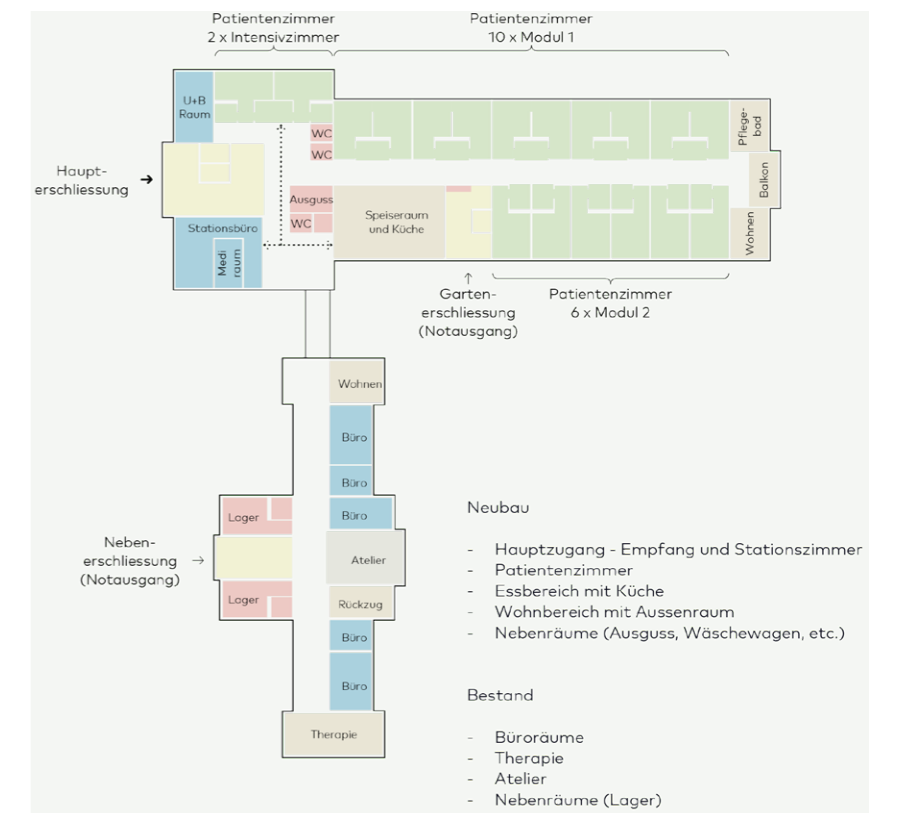 Patientenzimmer
2 x Intensivzimmer
Patientenzimmer
10 x Modul 1
U+B
Raum
WC
WC
Pflege-
bad
Haupt-
erschliessung
Balkon
Ausguss
WC
Speiseraum
und Küche
Stationsbüro
Medi
raum
Wohnen
Garten-
erschliessung
(Notausgang)
Patientenzimmer
6 x Modul 2
Wohnen
Büro
Büro
Büro
Lager
Neben-
erschliessung
(Notausgang)
Atelier
Lager
Rückzug
Büro
Büro
Therapie
Neubau
- Hauptzugang - Empfang und Stationszimmer
- Patientenzimmer
- Essbereich mit Küche
- Wohnbereich mit Aussenraum
- Nebenräume (Ausguss, Wäschewagen, etc.)
Bestand
- Büroräume
- Therapie
- Atelier
- Nebenräume (Lager)